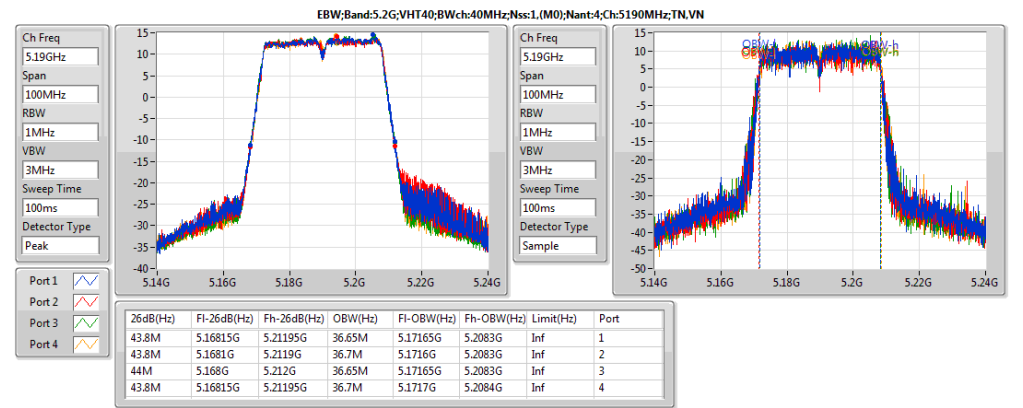 EBW;Band:5.2G;VHT40;BWch:40MHz;Nss:1,(M0);Nant:4;Ch:5190MHz;TN,VN
Ch Freq
5.19GHz
Span
100MHz
RBW
1MHz
VBW
3MHz
Sweep Time
100ms
Detector Type
Peak
15
10
5
0
-5
-10
-15
-20
-25
-30
-35
-40
5.14G 5.16G 5.18G 5.2G 5.22G 5.24G
Ch Freq
5.19GHz
Span
100MHz
RBW
1MHz
VBW
3MHz
Sweep Time
100ms
Detector Type
Sample
15
10
5
0
-5
-10
-15
-20
-25
-30
-35
-40
-45
-50
OBW-h
5.14G 5.16G 5.18G 5.2G 5.22G 5.24G
Port 1
Port 2
Port 3
Port 4
26dB(Hz) Fl-26dB(Hz) Fh-26dB(Hz) OBW(Hz) Fl-OBW(Hz) Fh-OBW(Hz) Limit(Hz) Port
43.8M 5.16815G 5.21195G 36.65M 5.17165G 5.2083G Inf 1
43.8M 5.1681G 5.2119G 36.7M 5.1716G 5.2083G Inf 2
44M 5.168G 5.212G 36.65M 5.17165G 5.2083G Inf 3
43.8M 5.16815G 5.21195G 36.7M 5.1717G 5.2084G Inf 4